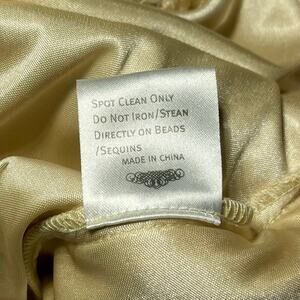 SPOT CLEAN ONLY
DO NOT IRON/STEAN
DIRECTLY ON BEADS
/SEQUINS
MADE IN CHINA